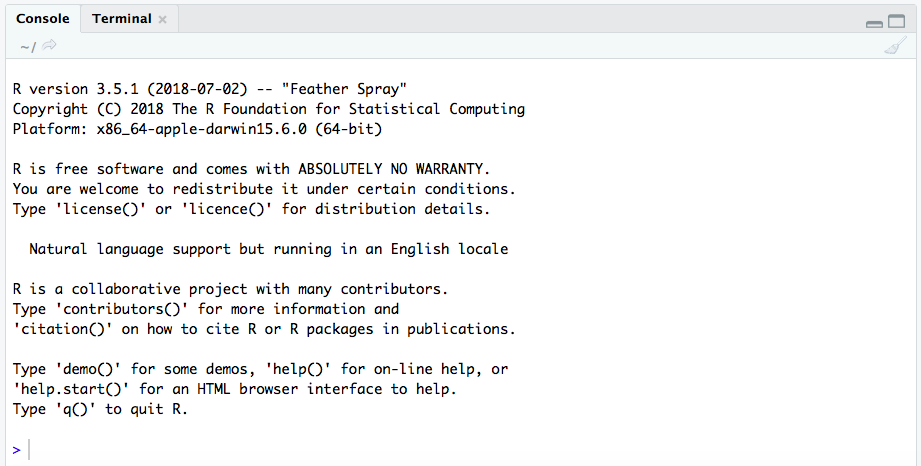 Console Terminal ×
~/
R version 3.5.1 (2018-07-02) -- "Feather Spray"
Copyright (C) 2018 The R Foundation for Statistical Computing
Platform: x86_64-apple-darwin15.6.0 (64-bit)
R is free software and comes with ABSOLUTELY NO WARRANTY.
You are welcome to redistribute it under certain conditions.
Type 'license()' or 'licence()' for distribution details.
Natural language support but running in an English locale
R is a collaborative project with many contributors.
Type 'contributors()' for more information and
'citation()' on how to cite R or R packages in publications.
Type 'demo()' for some demos, 'help()' for on-line help, or
'help.start()' for an HTML browser interface to help.
Type 'q()' to quit R.
>